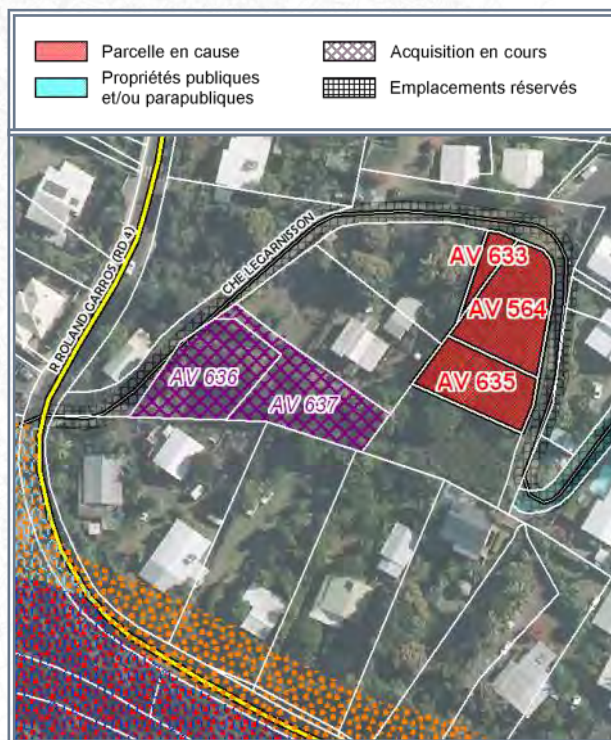 Parcelle en cause
Acquisition en cours
Propriétés publiques
et/ou parapubliques
Emplacements réservés
R ROLAND GARROS (RD 4)
CHE LEGARNISSON
AV 633
AV 564
AV 635
AV 636
AV 637